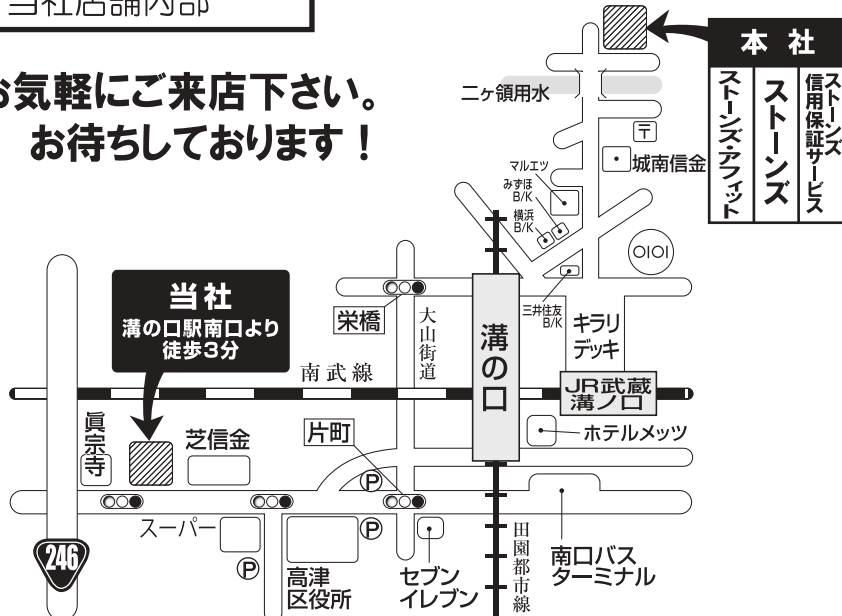 当社店舗内部
お気軽にご来店下さい。
お待ちしております!
本社
ストーンズ・アフィット
ストーンズ
ストーンズ
信用保証サービス
二ヶ領用水
〒
城南信金
マルエツ
みずほ
B/K
横浜
B/K
OIOI
三井住友
B/K
キラリ
デッキ
当社
溝の口駅南口より
徒歩3分
栄橋
大山街道
溝の口
南武線
JR武蔵
溝ノ口
ホテルメッツ
眞宗寺
芝信金
片町
P
スーパー
P
P
246
高津
区役所
セブン
イレブン
田園都市線
南口バス
ターミナル